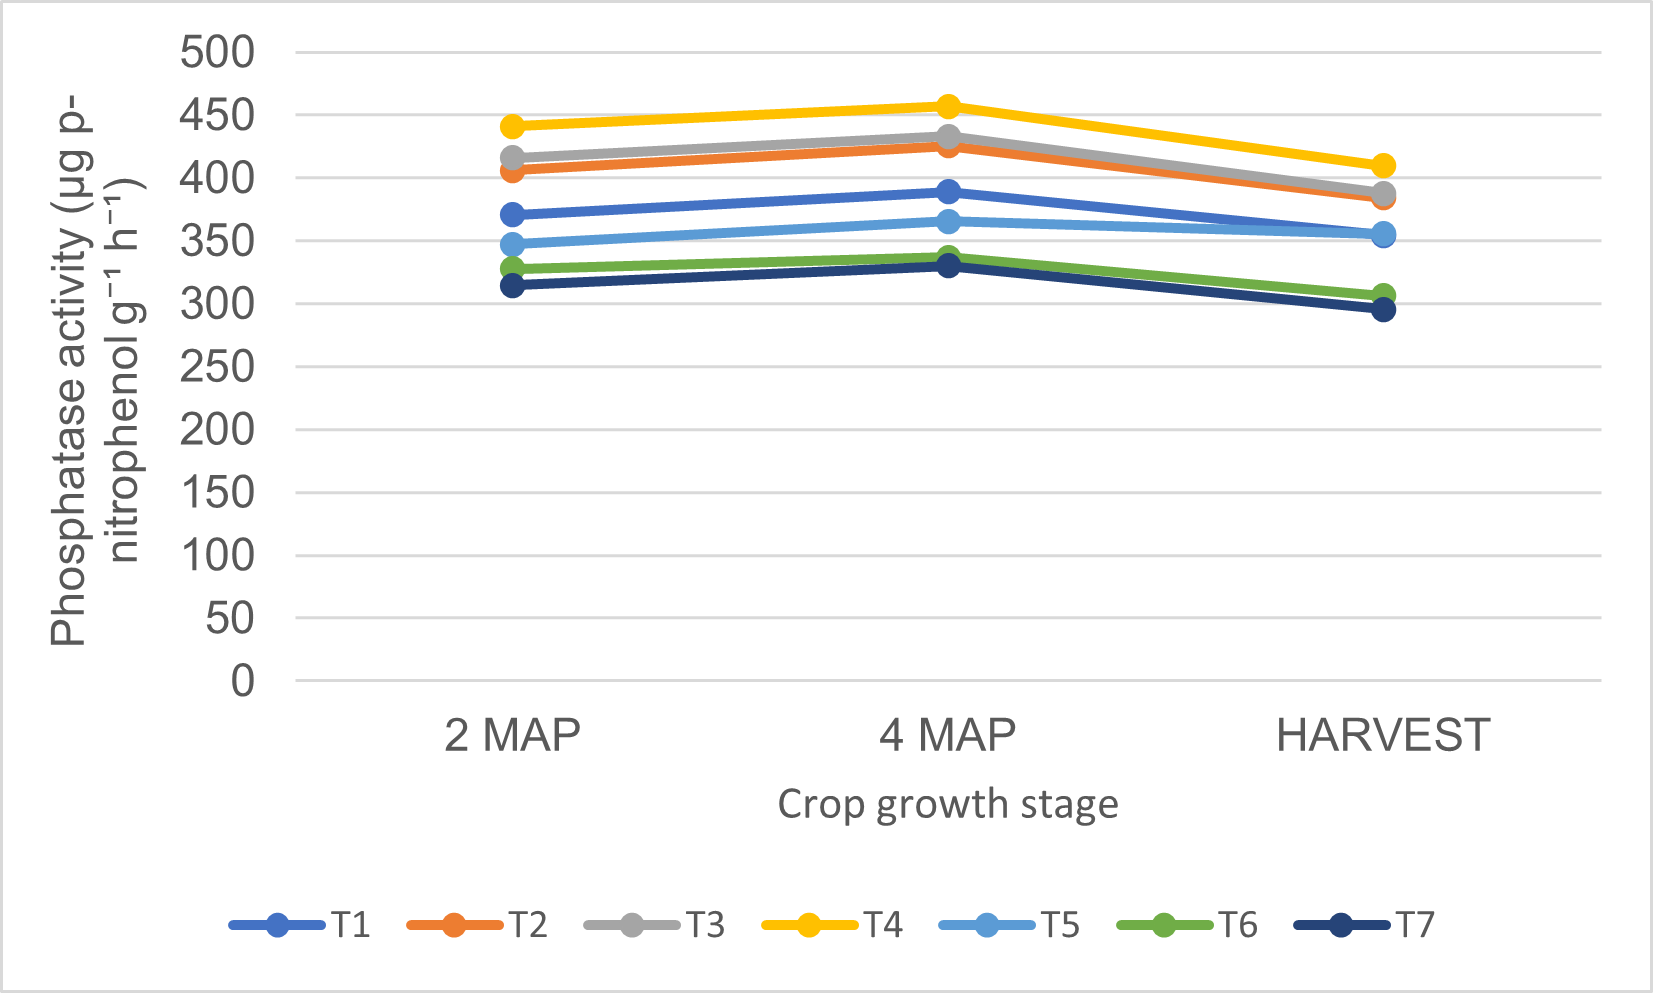 Phosphatase activity (µg p-
nitrophenol g⁻¹ h⁻¹)
500
450
400
350
300
250
200
150
100
50
0
2 MAP 4 MAP HARVEST
Crop growth stage
T1 T2 T3 T4 T5 T6 T7